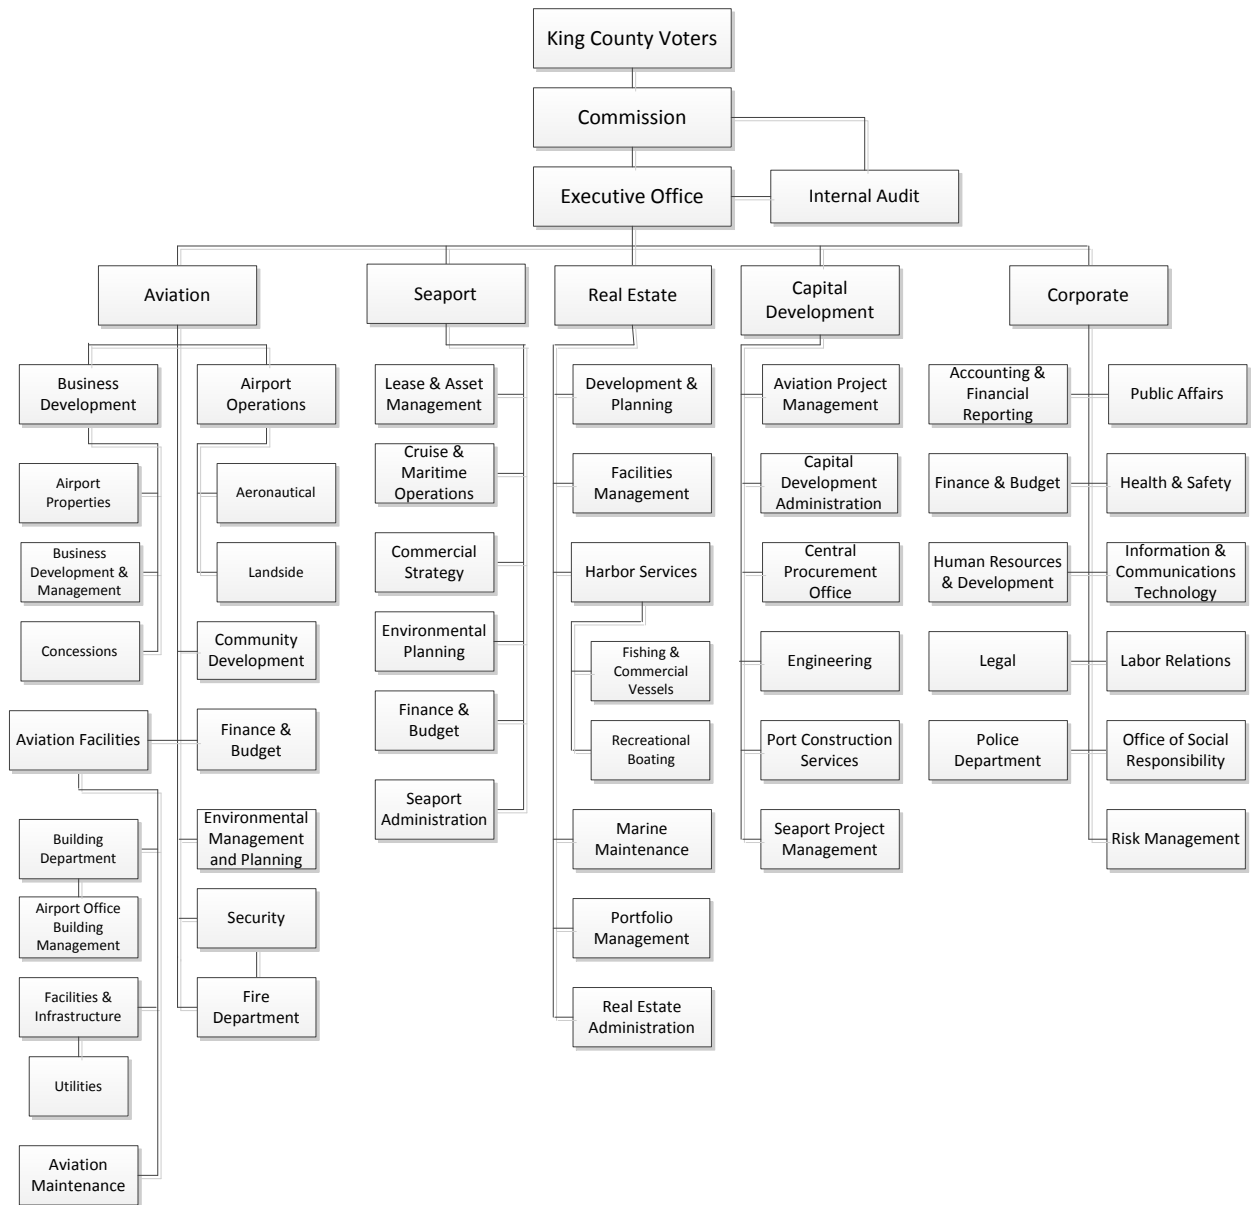 King County Voters
Commission
Executive Office
Internal Audit
Aviation
Seaport
Real Estate
Capital
Development
Corporate
Business
Development
Airport
Operations
Airport
Properties
Aeronautical
Business
Development &
Management
Landside
Concessions
Community
Development
Aviation Facilities
Finance &
Budget
Building
Department
Environmental
Management
and Planning
Airport Office
Building
Management
Security
Facilities &
Infrastructure
Fire
Department
Utilities
Aviation
Maintenance
Lease & Asset
Management
Cruise &
Maritime
Operations
Commercial
Strategy
Environmental
Planning
Finance &
Budget
Seaport
Administration
Development &
Planning
Facilities
Management
Harbor Services
Fishing &
Commercial
Vessels
Recreational
Boating
Marine
Maintenance
Portfolio
Management
Real Estate
Administration
Aviation Project
Management
Capital
Development
Administration
Central
Procurement
Office
Engineering
Port Construction
Services
Seaport Project
Management
Accounting &
Financial
Reporting
Public Affairs
Finance & Budget
Health & Safety
Human Resources
& Development
Information &
Communications
Technology
Legal
Labor Relations
Police
Department
Office of Social
Responsibility
Risk Management